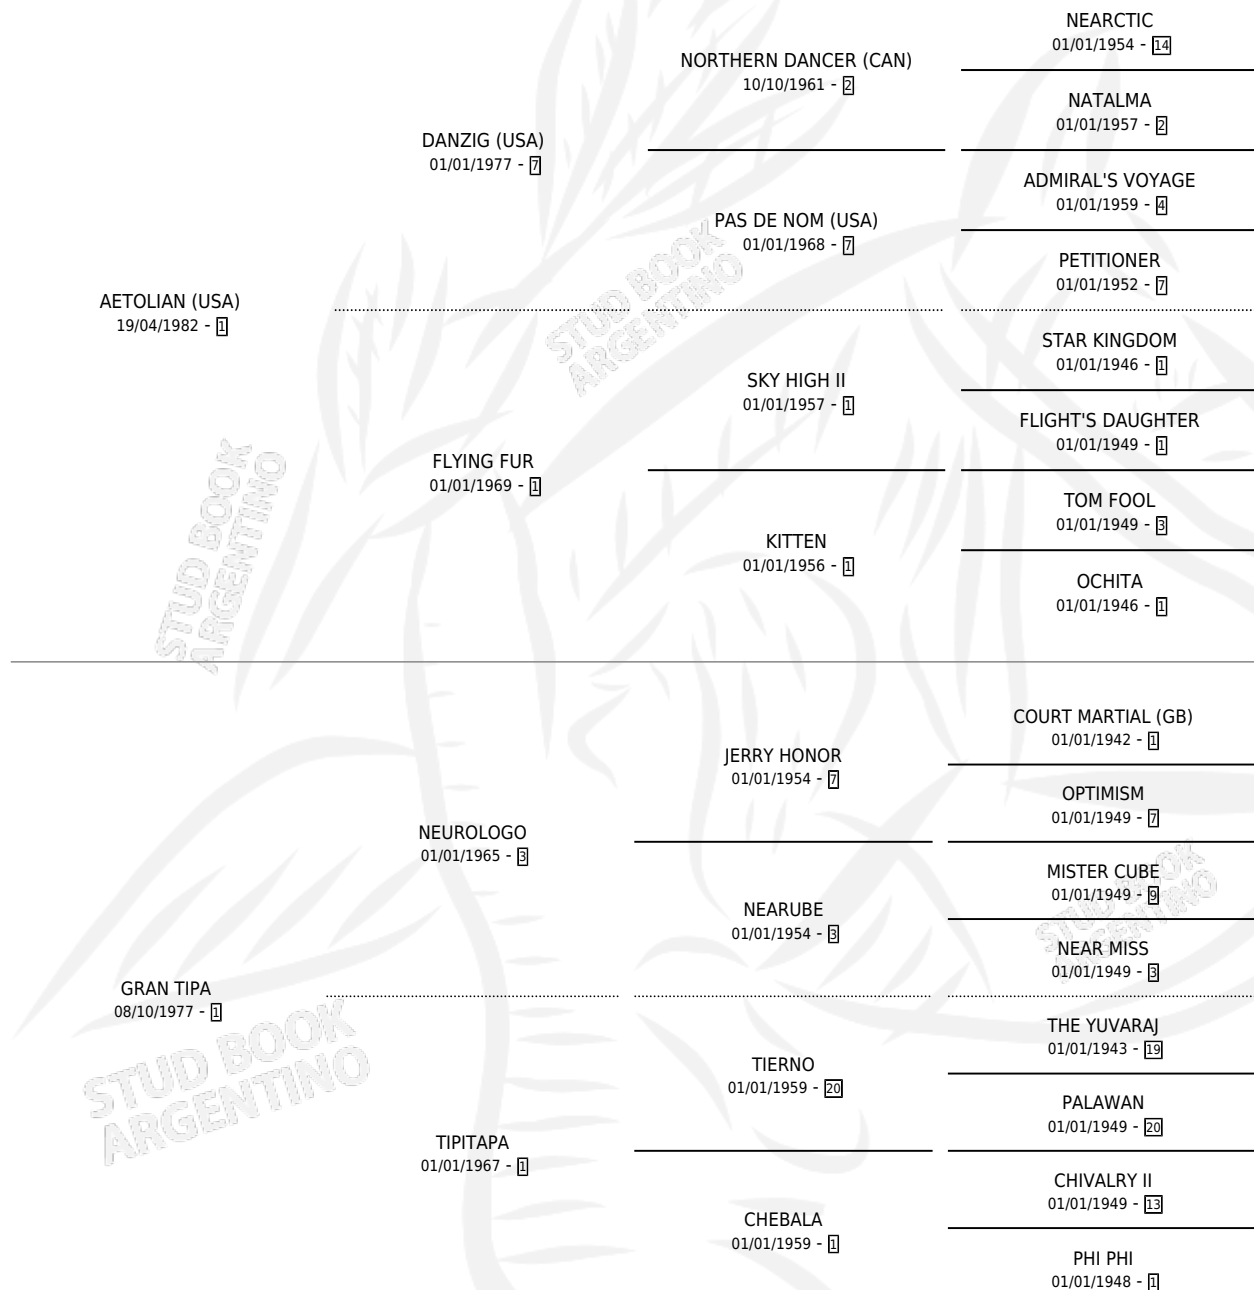 NEARCTIC
01/01/1954 - 14
NORTHERN DANCER (CAN)
10/10/1961 - 2
NATALMA
01/01/1957 - 2
DANZIG (USA)
01/01/1977 - 7
ADMIRAL'S VOYAGE
01/01/1959 - 4
PAS DE NOM (USA)
01/01/1968 - 7
PETITIONER
01/01/1952 - 7
AETOLIAN (USA)
19/04/1982 - 1
STUD BOOK
ARGENTINO
STAR KINGDOM
01/01/1946 - 1
SKY HIGH II
01/01/1957 - 1
FLIGHT'S DAUGHTER
01/01/1949 - 1
FLYING FUR
01/01/1969 - 1
TOM FOOL
01/01/1949 - 3
KITTEN
01/01/1956 - 1
OCHITA
01/01/1946 - 1
STUD BOOK
ARGENTINO
COURT MARTIAL (GB)
01/01/1942 - 1
JERRY HONOR
01/01/1954 - 7
OPTIMISM
01/01/1949 - 7
NEUROLOGO
01/01/1965 - 3
MISTER CUBE
01/01/1949 - 9
NEARUBE
01/01/1954 - 3
NEAR MISS
01/01/1949 - 3
STUD BOOK
ARGENTINO
GRAN TIPA
08/10/1977 - 1
STUD BOOK
ARGENTINO
THE YUVARAJ
01/01/1943 - 19
TIERNO
01/01/1959 - 20
PALAWAN
01/01/1949 - 20
TIPITAPA
01/01/1967 - 1
CHIVALRY II
01/01/1949 - 13
CHEBALA
01/01/1959 - 1
PHI PHI
01/01/1948 - 1